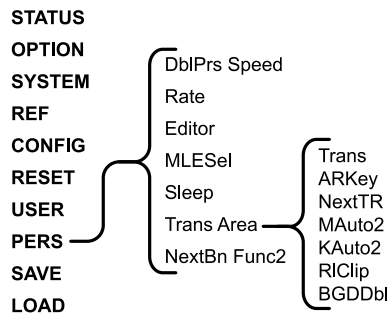 STATUS
OPTION
SYSTEM
REF
CONFIG
RESET
USER
PERS
SAVE
LOAD
DblPrs Speed
Rate
Editor
MLESel
Sleep
Trans Area
NextBn Func2
Trans
ARKey
NextTR
MAuto2
KAuto2
RlClip
BGDDbl